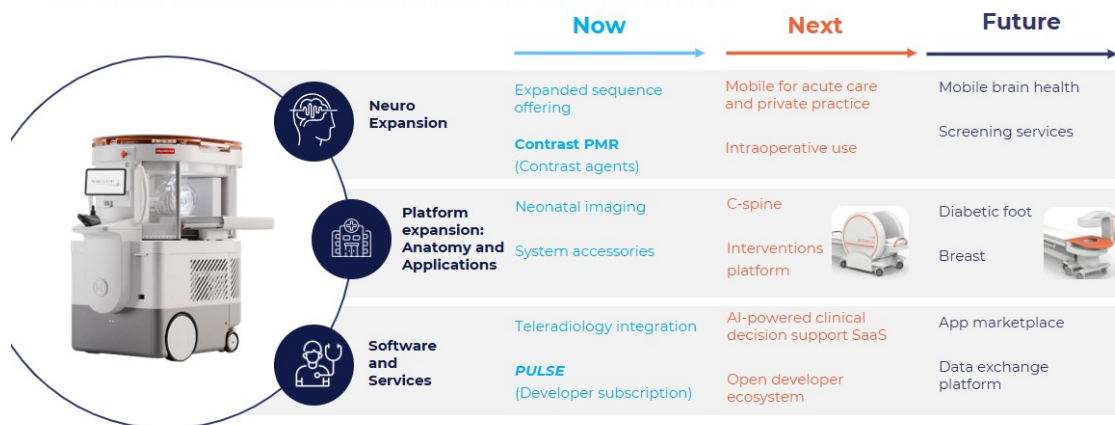 Now
Next
Future
Neuro
Expansion
Expanded sequence
offering
Contrast PMR
(Contrast agents)
Mobile for acute care
and private practice
Intraoperative use
Mobile brain health
Screening services
Platform
expansion:
Anatomy and
Applications
Neonatal imaging
System accessories
C-spine
Interventions
platform
Diabetic foot
Breast
Software
and
Services
Teleradiology integration
PULSE
(Developer subscription)
AI-powered clinical
decision support SaaS
Open developer
ecosystem
App marketplace
Data exchange
platform